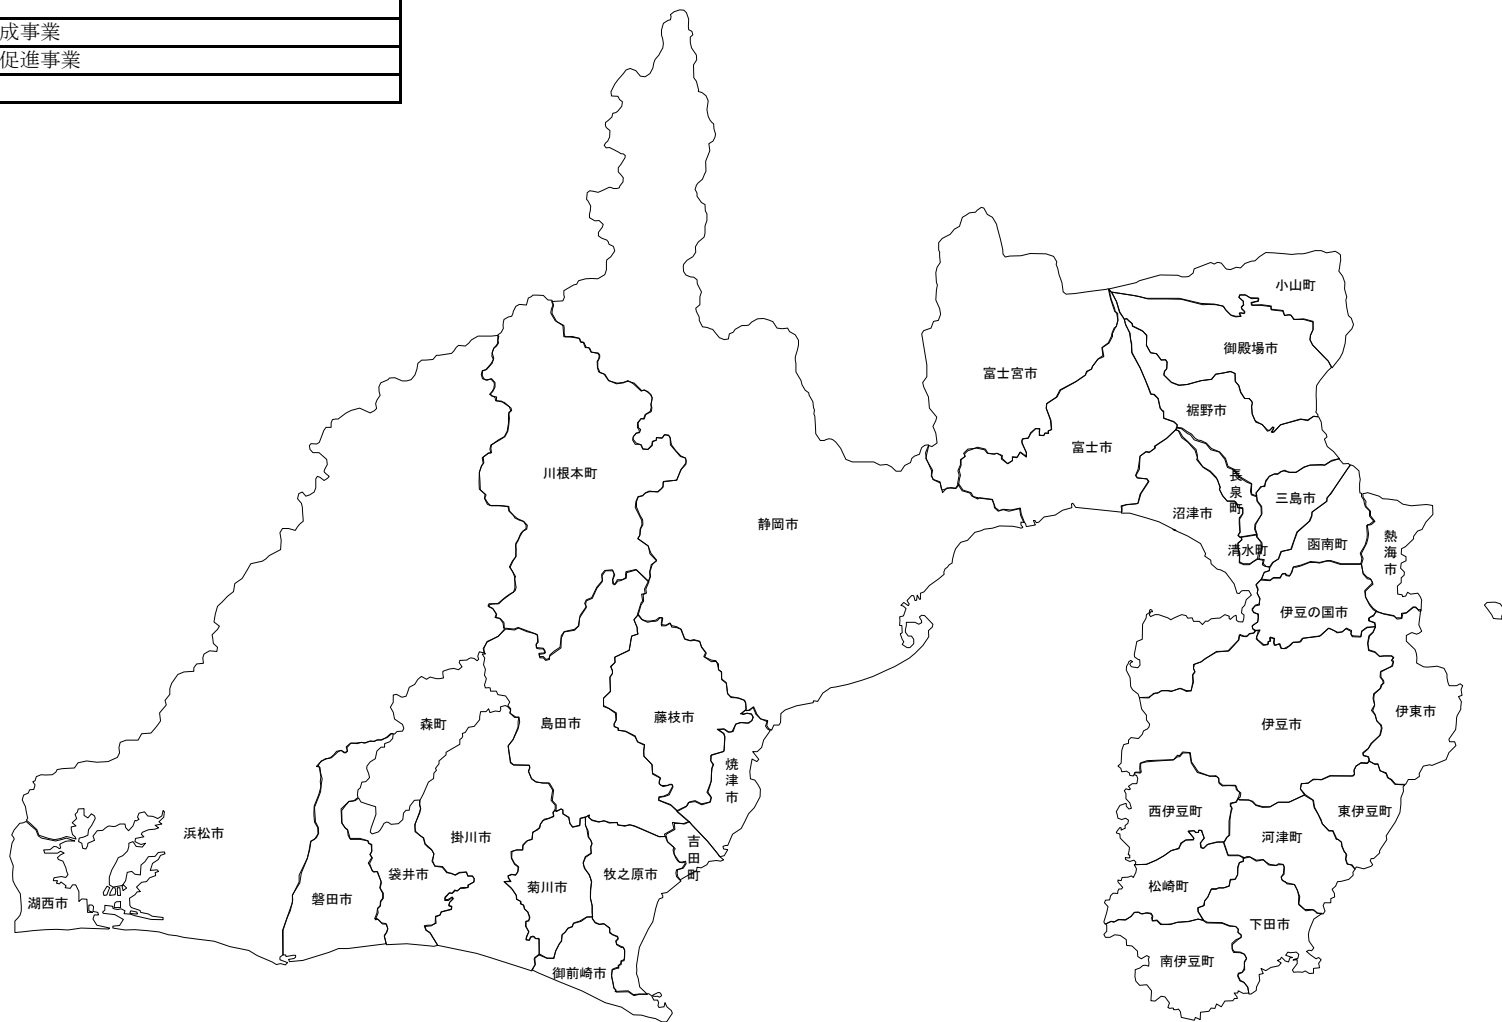 成事業
促進事業
小山町
御殿場市
富士宮市
裾野市
富士市
川根本町
長泉町
三島市
沼津市
静岡市
熱海市
函南町
清水町
伊豆の国市
伊東市
藤枝市
島田市
森町
伊豆市
焼津市
西伊豆町
東伊豆町
浜松市
掛川市
河津町
吉田町
袋井市
牧之原市
菊川市
松崎町
磐田市
湖西市
下田市
南伊豆町
御前崎市